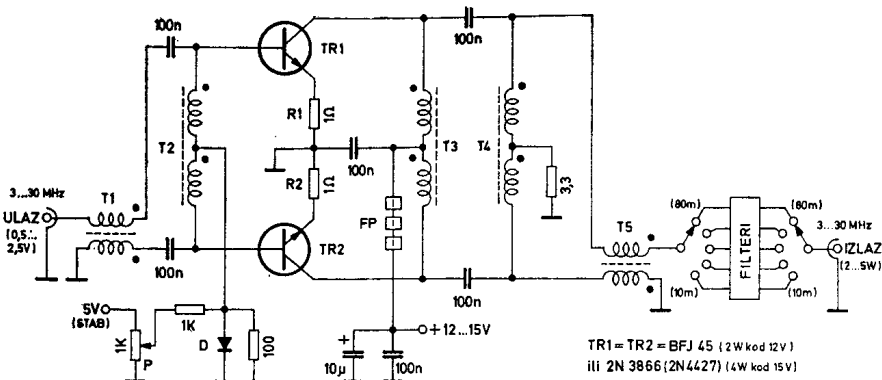 100n
TR1
100n
R1
1Ω
T2
T3
T4
100n
3...30 MHz
T1
ULAZ
(0,5...
2,5V)
R2
1Ω
3,3
FP
T5
(80m)
(80m)
3...30 MHz
FILTERI
IZLAZ
(2...5W)
100n
TR2
100n
(10m)
(10m)
5V
(STAB)
1K
1K
P
D
100
+12...15V
10μ
100n
TR1 = TR2 = BFJ 45 (2W kod 12V)
ili 2N 3866 (2N4427) (4W kod 15V)